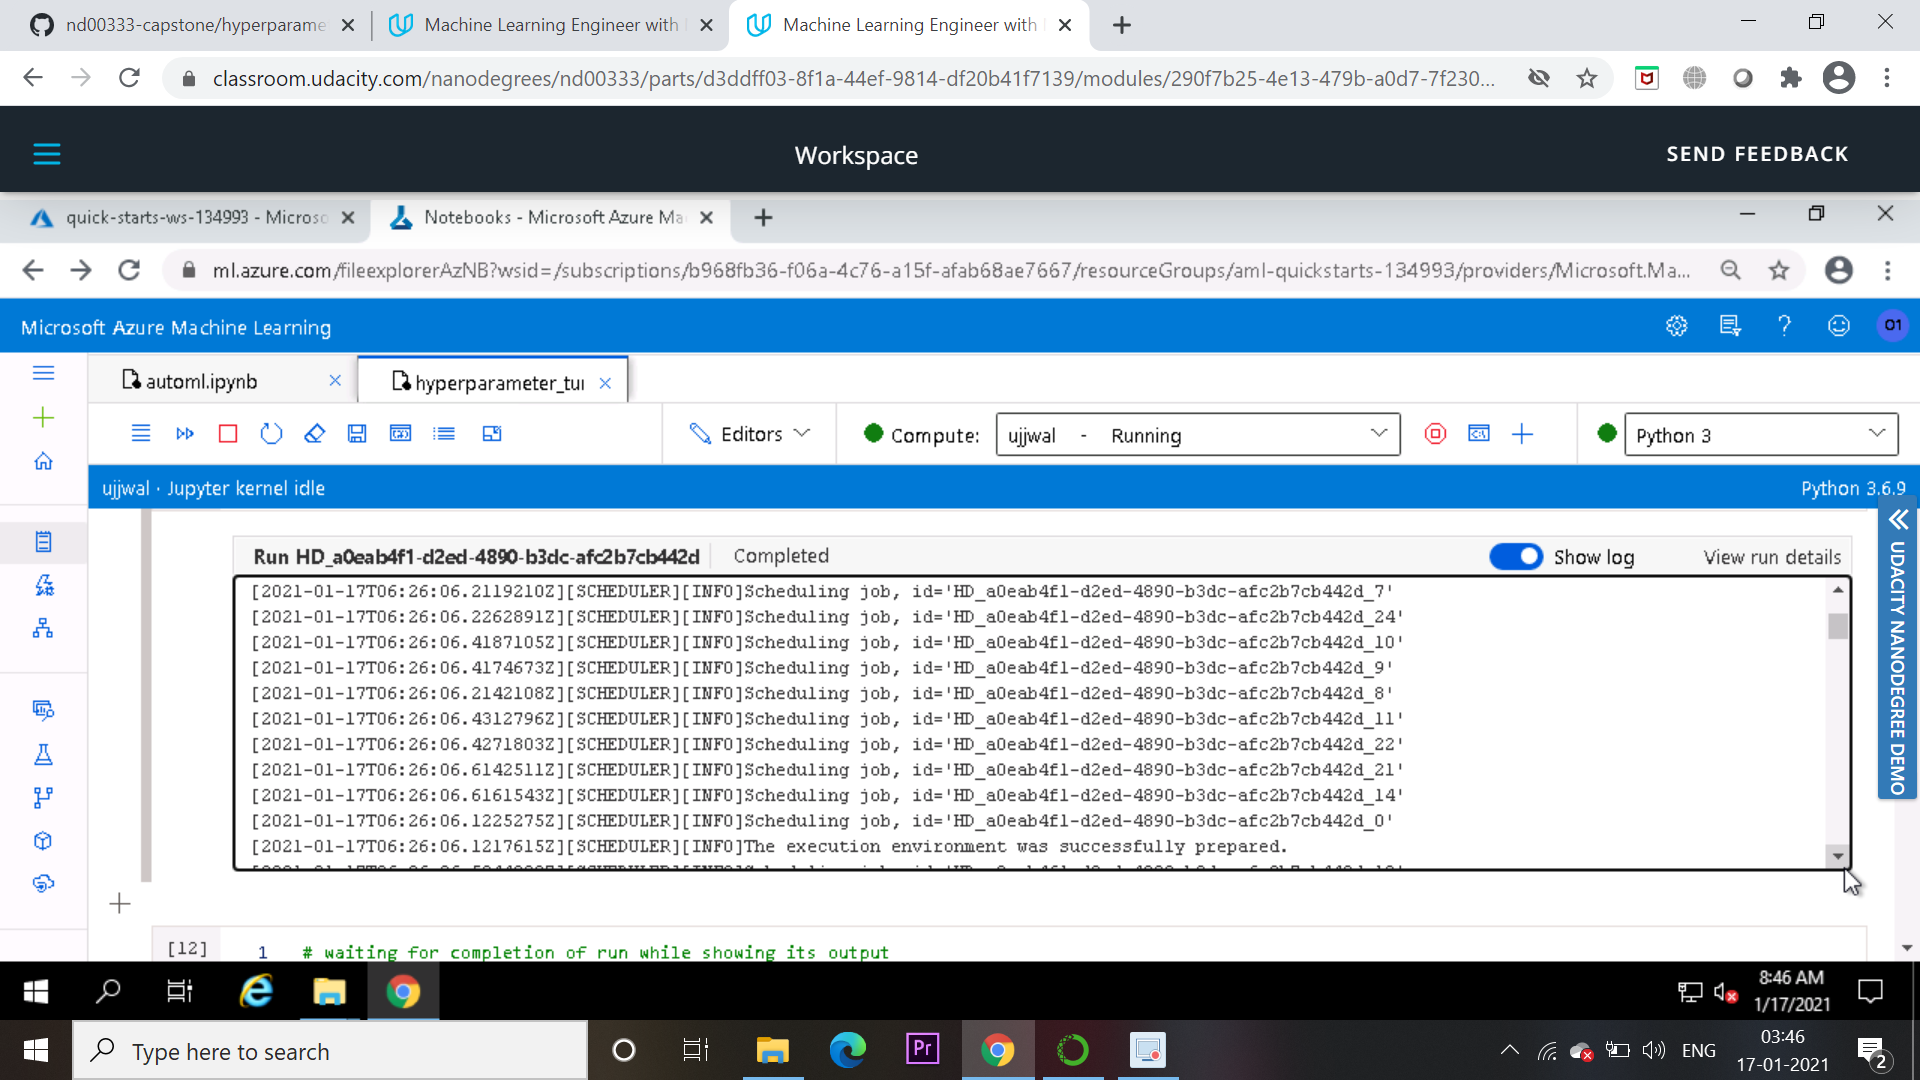 nd00333-capstone/hyperparame
Machine Learning Engineer with
Machine Learning Engineer with
classroom.udacity.com/nanodegrees/nd00333/parts/d3ddff03-8f1a-44ef-9814-df20b41f7139/modules/290f7b25-4e13-479b-a0d7-7f230...
Workspace
SEND FEEDBACK
quick-starts-ws-134993 - Microso
Notebooks - Microsoft Azure Ma
ml.azure.com/fileexplorerAzNB?wsid=/subscriptions/b968fb36-f06a-4c76-a15f-afab68ae7667/resourceGroups/aml-quickstarts-134993/providers/Microsoft.Ma...
Microsoft Azure Machine Learning
01
automl.ipynb
hyperparameter_tu
Editors
Compute:
ujjwal - Running
Python 3
ujjwal · Jupyter kernel idle
Python 3.6.9
UDACITY NANODEGREE DEMO
Run HD_a0eab4f1-d2ed-4890-b3dc-afc2b7cb442d
Completed
Show log
View run details
[2021-01-17T06:26:06.2119210Z][SCHEDULER][INFO]Scheduling job, id='HD_a0eab4f1-d2ed-4890-b3dc-afc2b7cb442d_7'
[2021-01-17T06:26:06.2262891Z][SCHEDULER][INFO]Scheduling job, id='HD_a0eab4f1-d2ed-4890-b3dc-afc2b7cb442d_24'
[2021-01-17T06:26:06.4187105Z][SCHEDULER][INFO]Scheduling job, id='HD_a0eab4f1-d2ed-4890-b3dc-afc2b7cb442d_10'
[2021-01-17T06:26:06.4174673Z][SCHEDULER][INFO]Scheduling job, id='HD_a0eab4f1-d2ed-4890-b3dc-afc2b7cb442d_9'
[2021-01-17T06:26:06.2142108Z][SCHEDULER][INFO]Scheduling job, id='HD_a0eab4f1-d2ed-4890-b3dc-afc2b7cb442d_8'
[2021-01-17T06:26:06.4312796Z][SCHEDULER][INFO]Scheduling job, id='HD_a0eab4f1-d2ed-4890-b3dc-afc2b7cb442d_11'
[2021-01-17T06:26:06.4271803Z][SCHEDULER][INFO]Scheduling job, id='HD_a0eab4f1-d2ed-4890-b3dc-afc2b7cb442d_22'
[2021-01-17T06:26:06.6142511Z][SCHEDULER][INFO]Scheduling job, id='HD_a0eab4f1-d2ed-4890-b3dc-afc2b7cb442d_21'
[2021-01-17T06:26:06.6161543Z][SCHEDULER][INFO]Scheduling job, id='HD_a0eab4f1-d2ed-4890-b3dc-afc2b7cb442d_14'
[2021-01-17T06:26:06.1225275Z][SCHEDULER][INFO]Scheduling job, id='HD_a0eab4f1-d2ed-4890-b3dc-afc2b7cb442d_0'
[2021-01-17T06:26:06.1217615Z][SCHEDULER][INFO]The execution environment was successfully prepared.
[12]
1 # waiting for completion of run while showing its output
8:46 AM
1/17/2021
Type here to search
Pr
ENG
03:46
17-01-2021
2